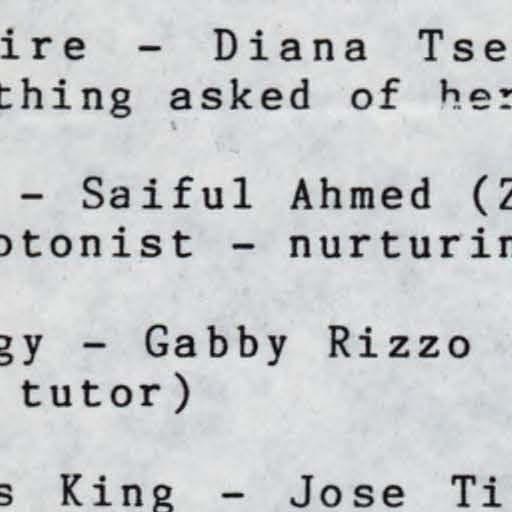 ire - Diana Tse
thing asked of her
- Saiful Ahmed (Z
otonist - nurturin
gy - Gabby Rizzo
tutor)
s King - Jose Ti